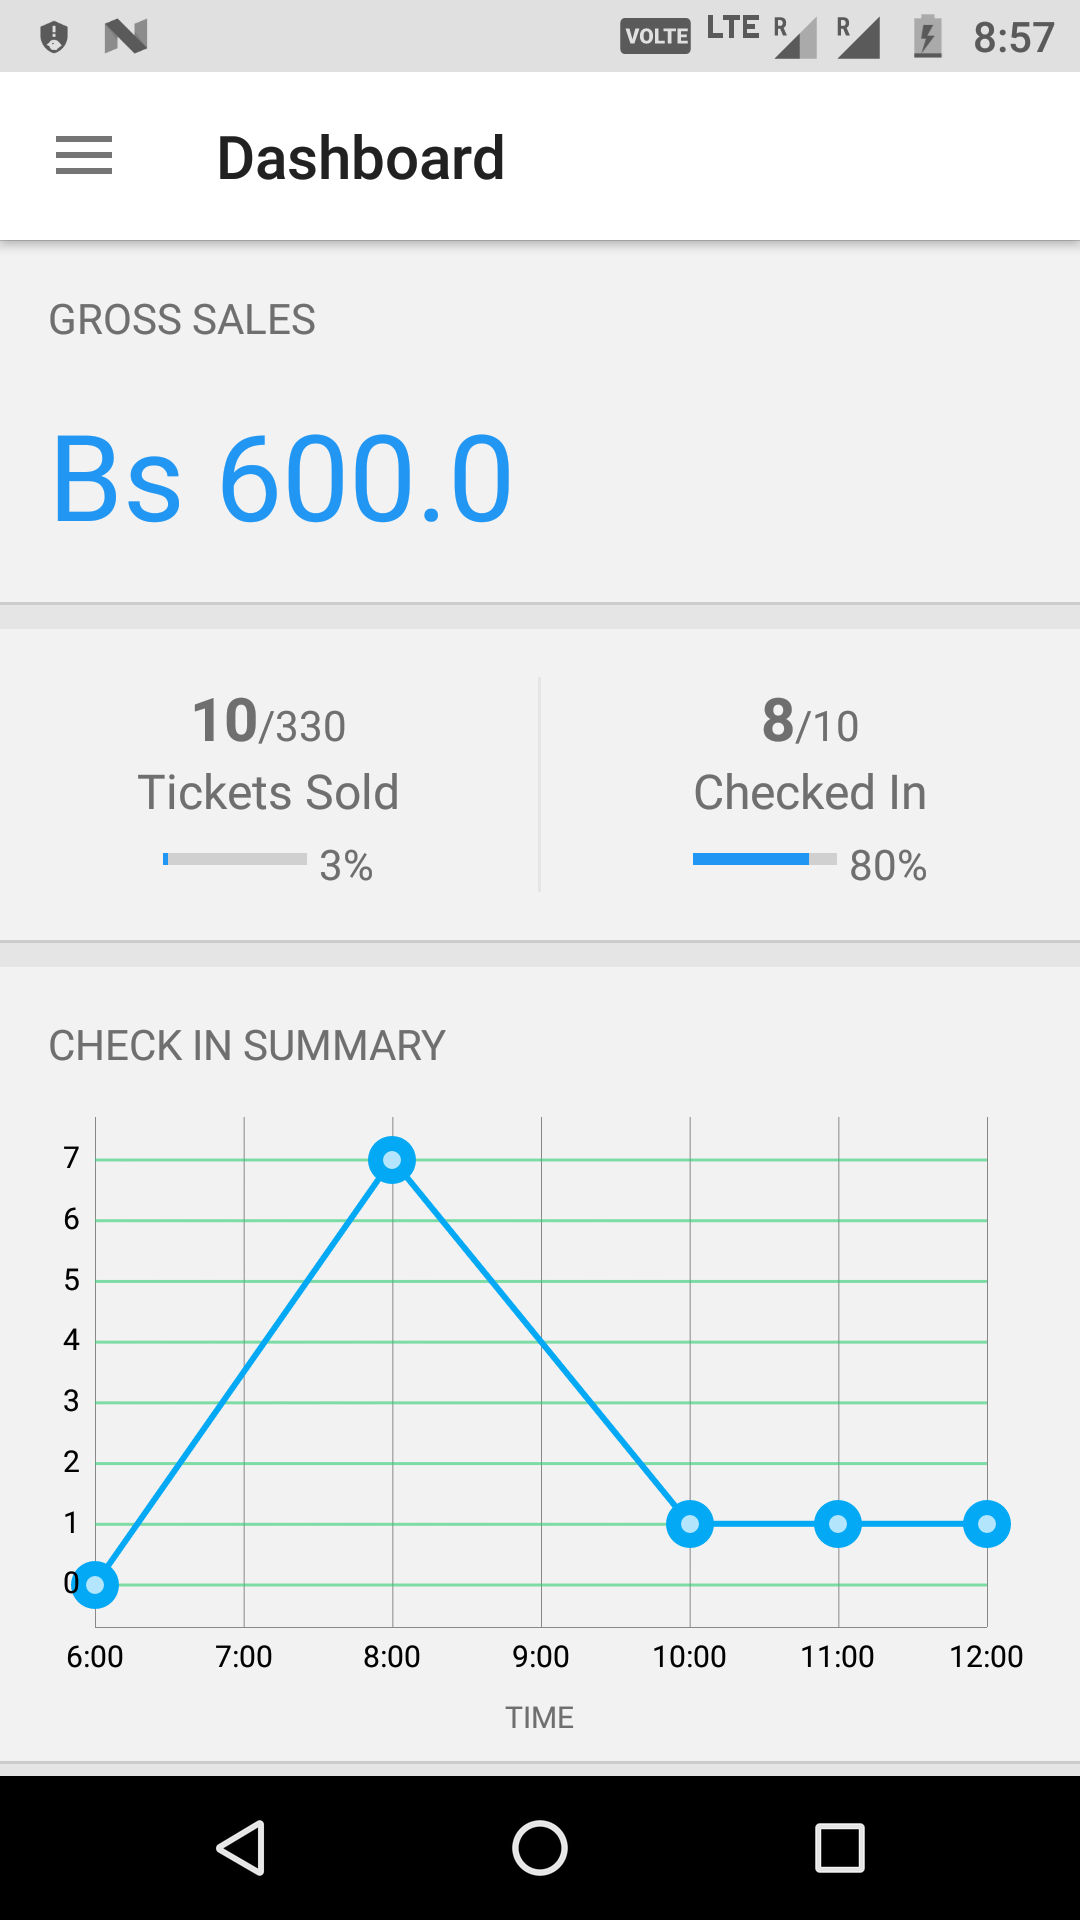 VOLTE LTE R R 8:57
Dashboard
GROSS SALES
Bs 600.0
10/330 8/10
Tickets Sold Checked In
3% 80%
CHECK IN SUMMARY
7
6
5
4
3
2
1
0
6:00 7:00 8:00 9:00 10:00 11:00 12:00
TIME